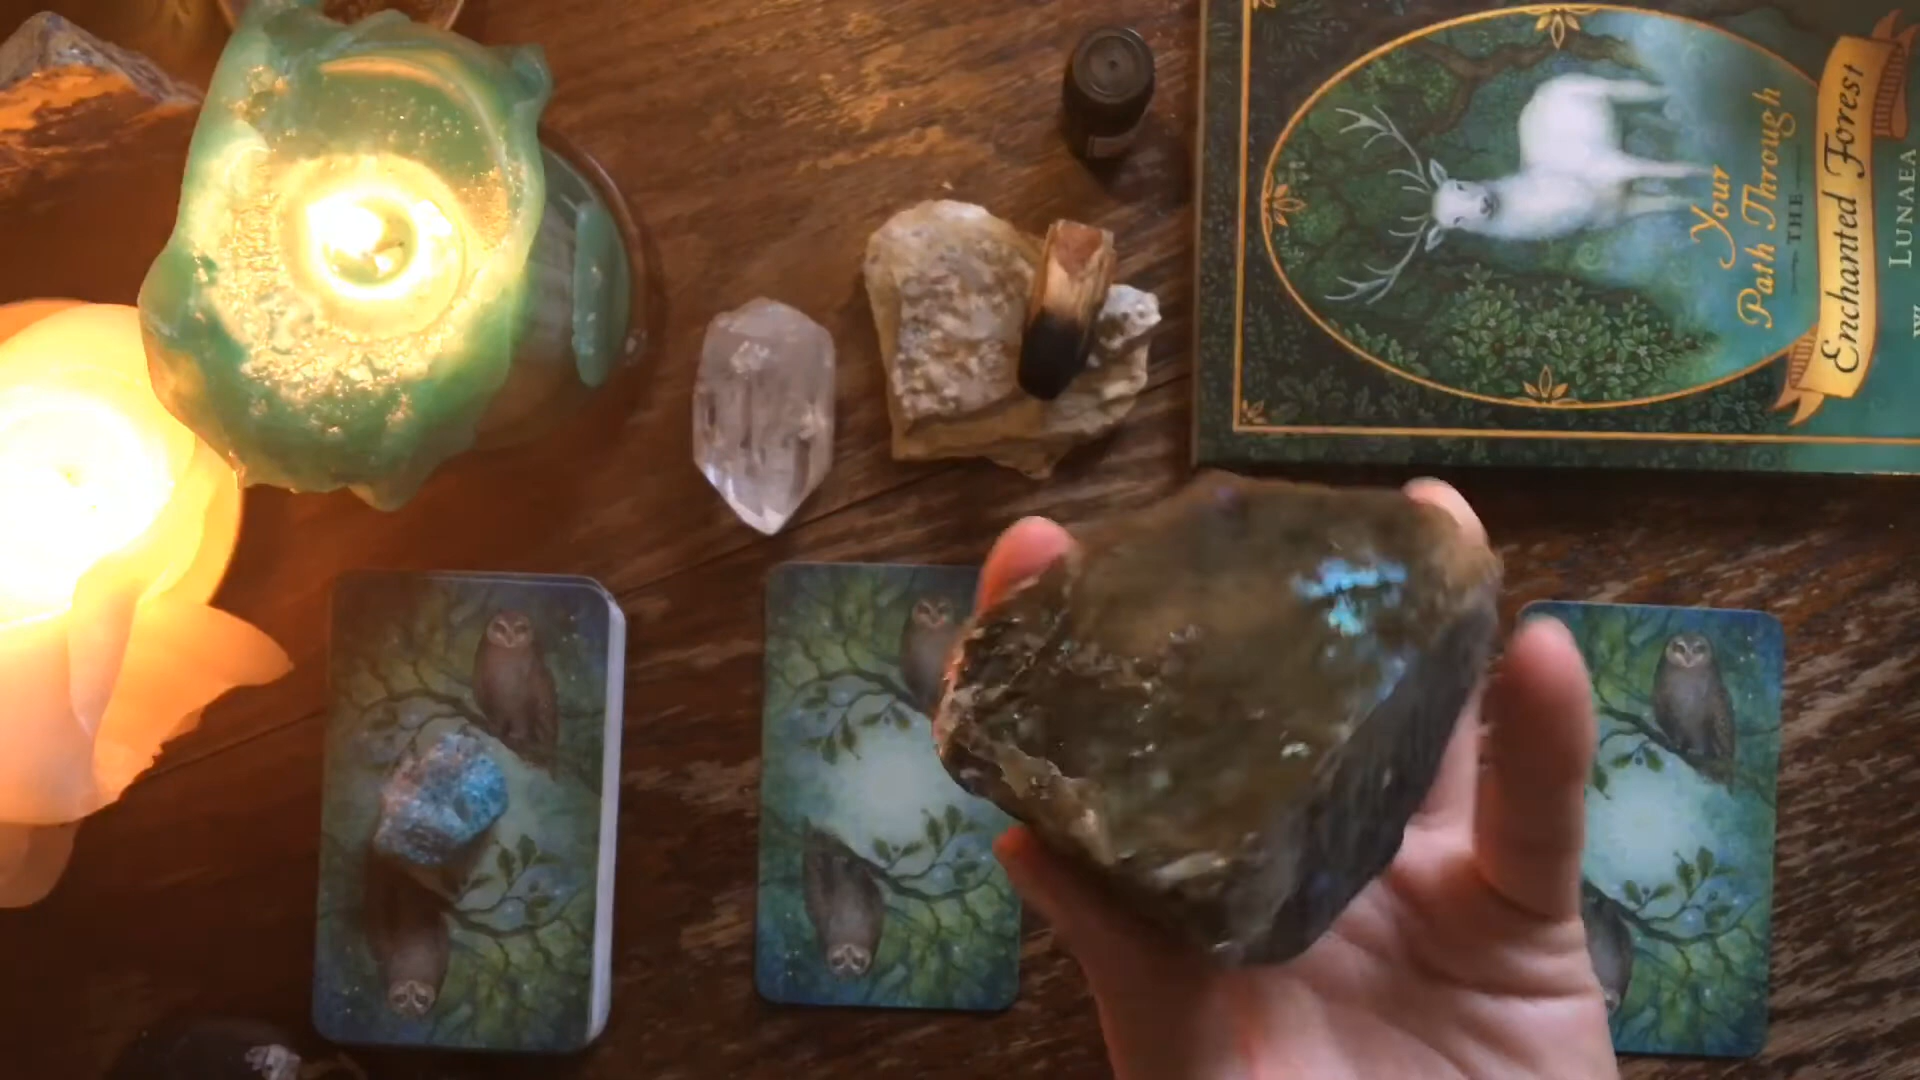 Your
Path Through
THE
Enchanted Forest
LUNAEA